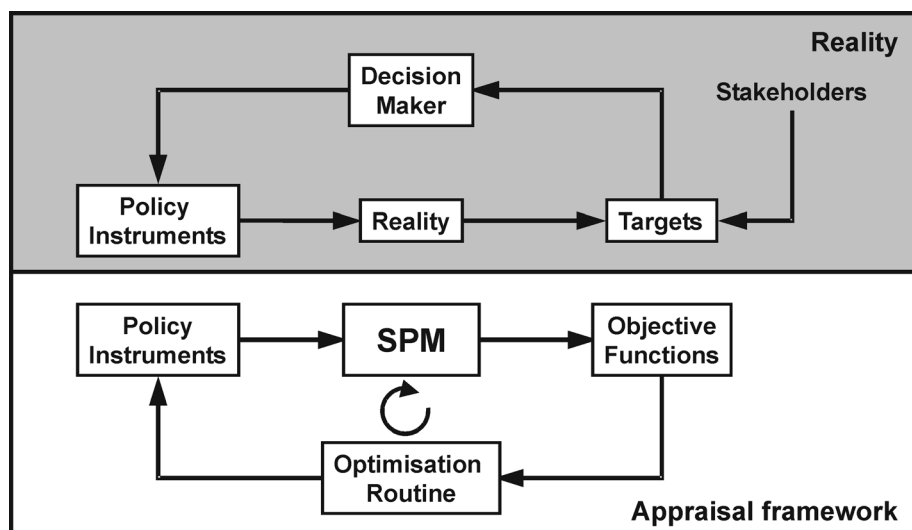 Reality
Decision
Maker
Stakeholders
Policy
Instruments
Reality
Targets
Policy
Instruments
SPM
Objective
Functions
Optimisation
Routine
Appraisal framework